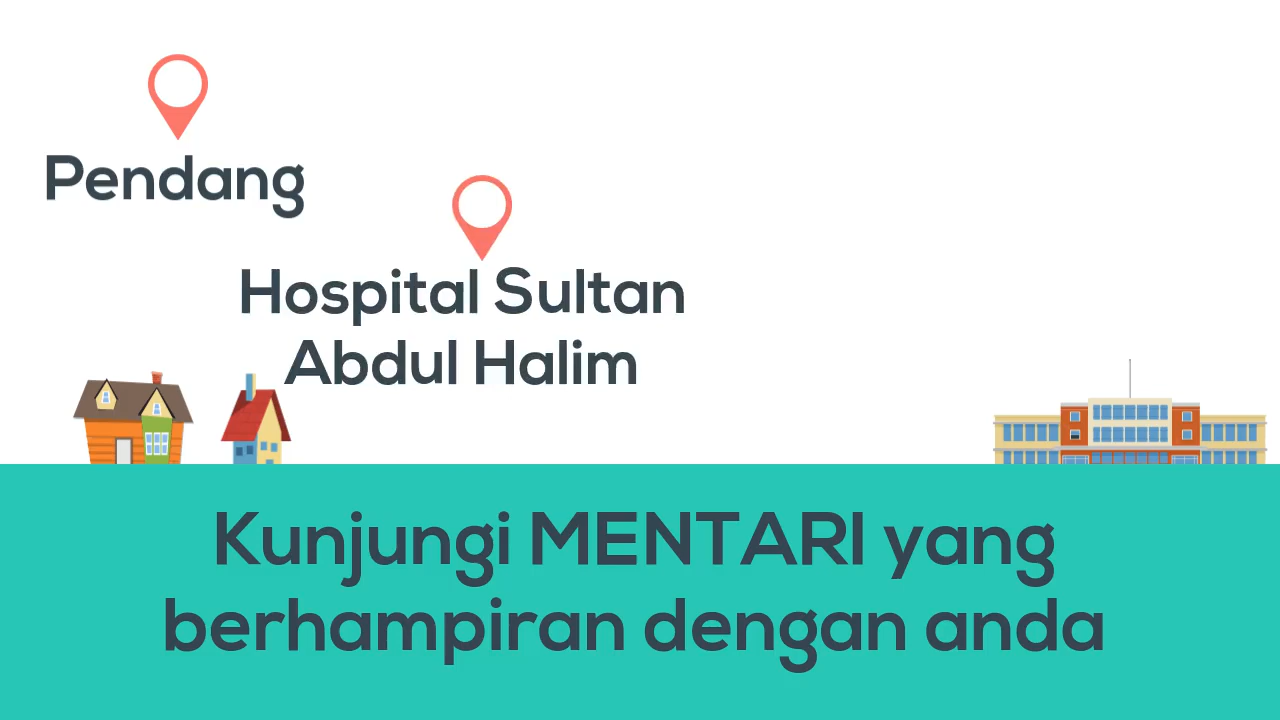 Pendang
Hospital Sultan
Abdul Halim
Kunjungi MENTARI yang
berhampiran dengan anda